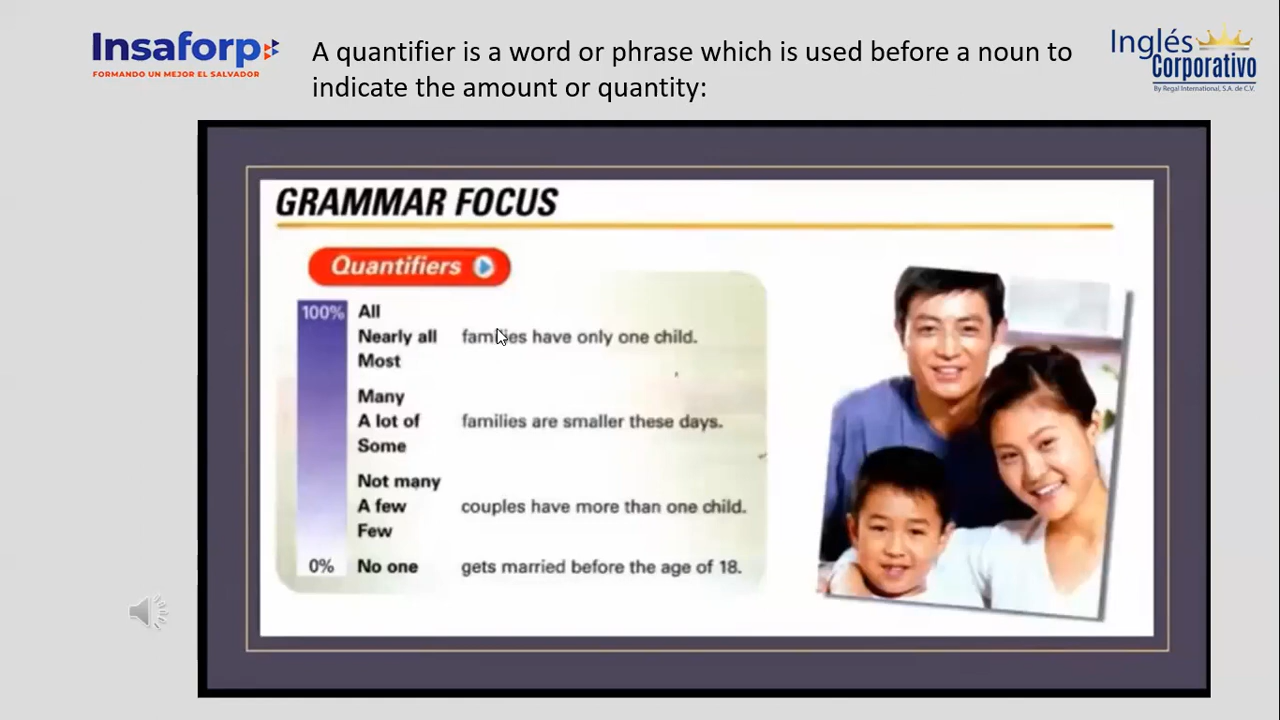 Insaforp
FORMANDO UN MEJOR EL SALVADOR
A quantifier is a word or phrase which is used before a noun to
indicate the amount or quantity:
Inglés
Corporativo
By Regal International, S.A. de C.V.
GRAMMAR FOCUS
Quantifiers
100% All
Nearly all families have only one child.
Most
Many
A lot of families are smaller these days.
Some
Not many
A few couples have more than one child.
Few
0% No one gets married before the age of 18.